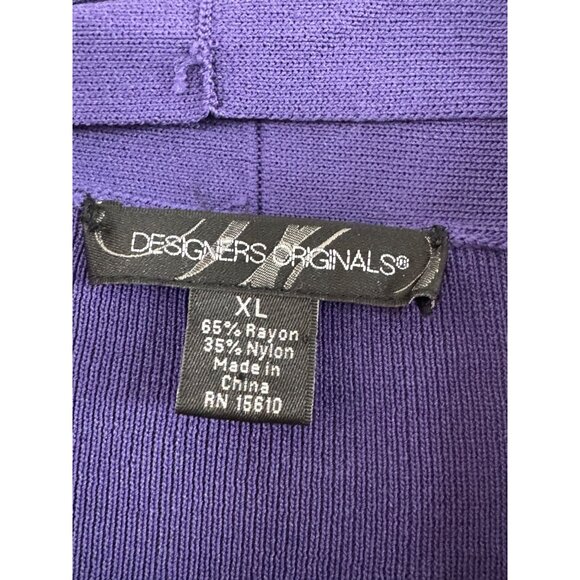 DESIGNERS ORIGINALS®
XL
65% Rayon
35% Nylon
Made in
China
RN 15610